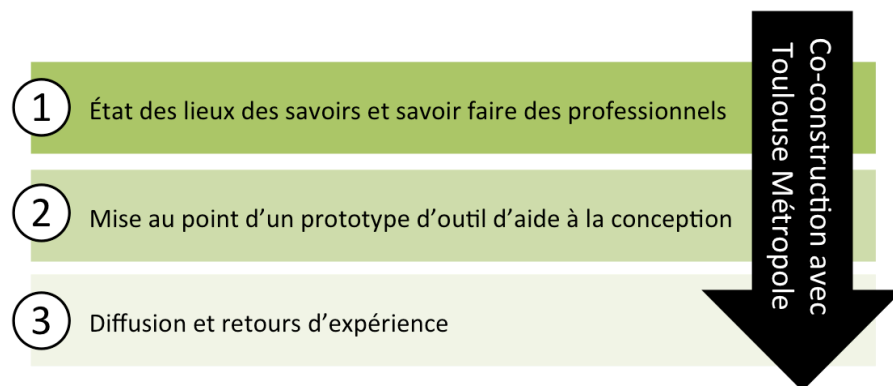 1 État des lieux des savoirs et savoir faire des professionnels
2 Mise au point d’un prototype d’outil d’aide à la conception
3 Diffusion et retours d’expérience
Co-construction avec
Toulouse Métropole